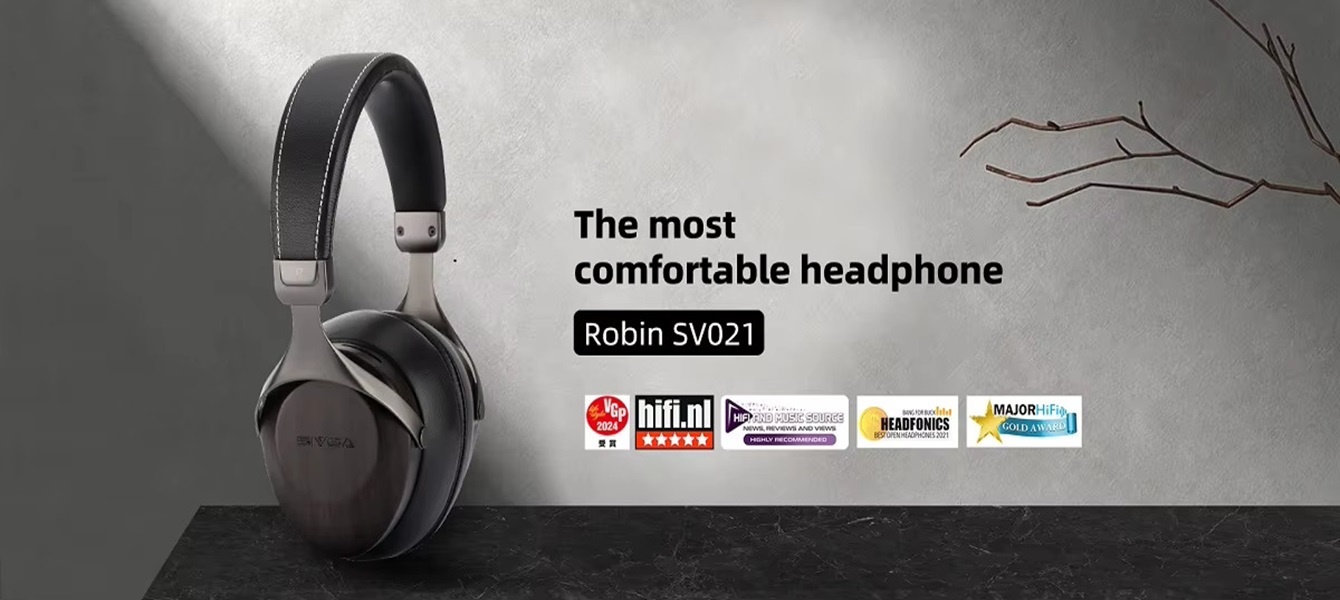 The most
comfortable headphone
Robin SV021
VGP
2024
受賞
hifi.nl
HIFI AND MUSIC SOURCE
NEWS, REVIEWS AND VIEWS
HIGHLY RECOMMENDED
BANG FOR BUCK
HEADFONICS
BEST OPEN HEADPHONES 2021
MAJORHiFi
GOLD AWARD
SIVGA